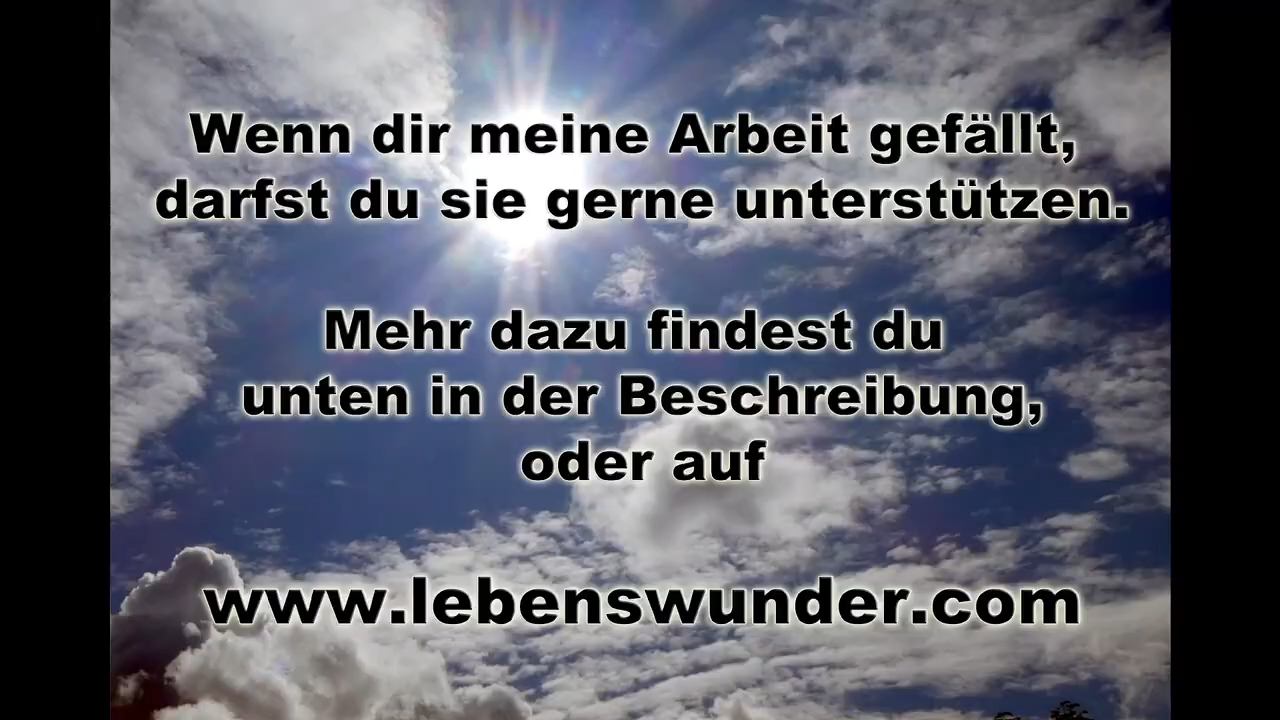 Wenn dir meine Arbeit gefällt,
darfst du sie gerne unterstützen.
Mehr dazu findest du
unten in der Beschreibung,
oder auf
www.lebenswunder.com